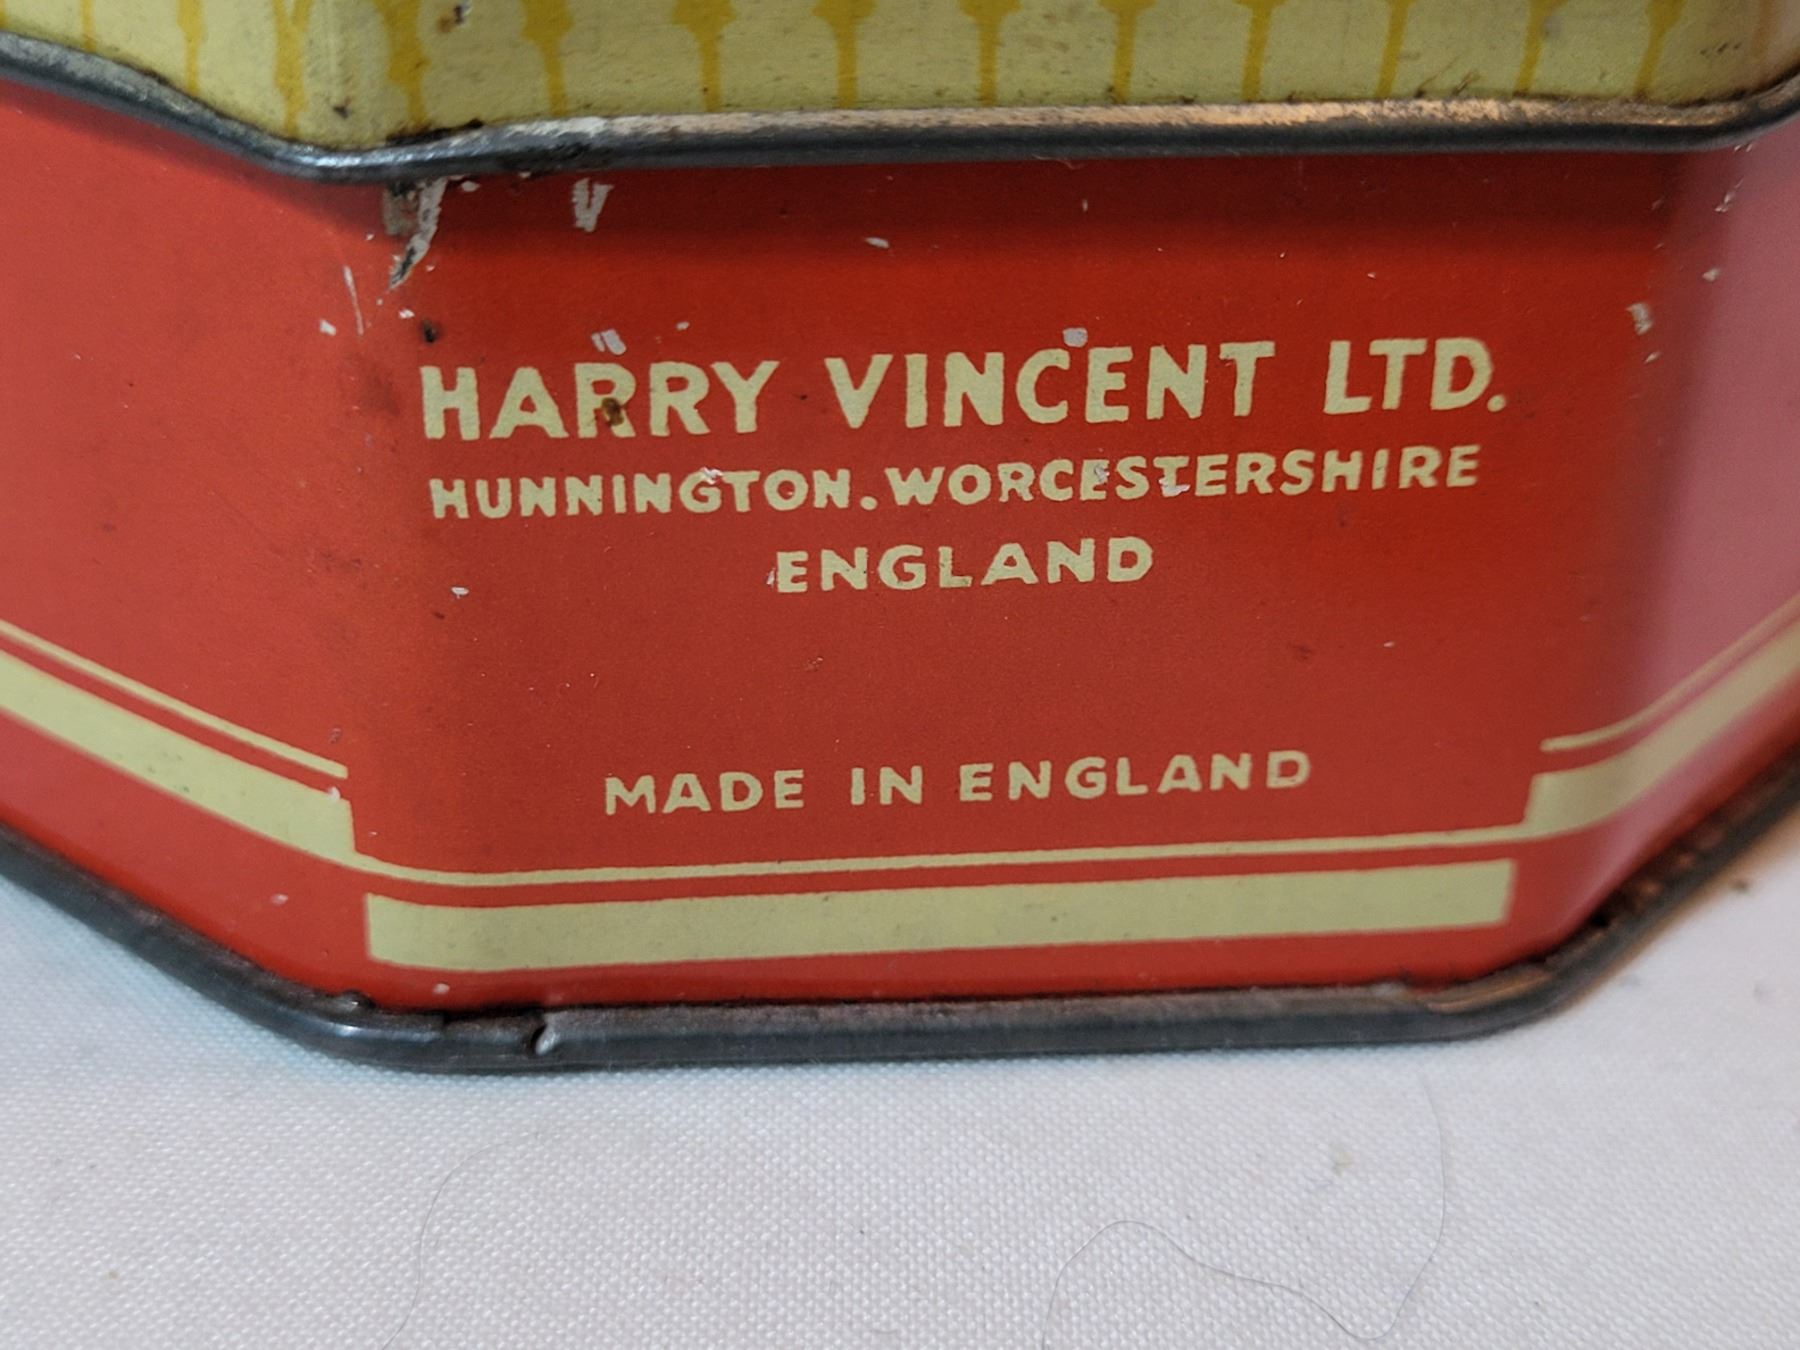 HARRY VINCENT LTD.
HUNNINGTON. WORCESTERSHIRE
ENGLAND
MADE IN ENGLAND